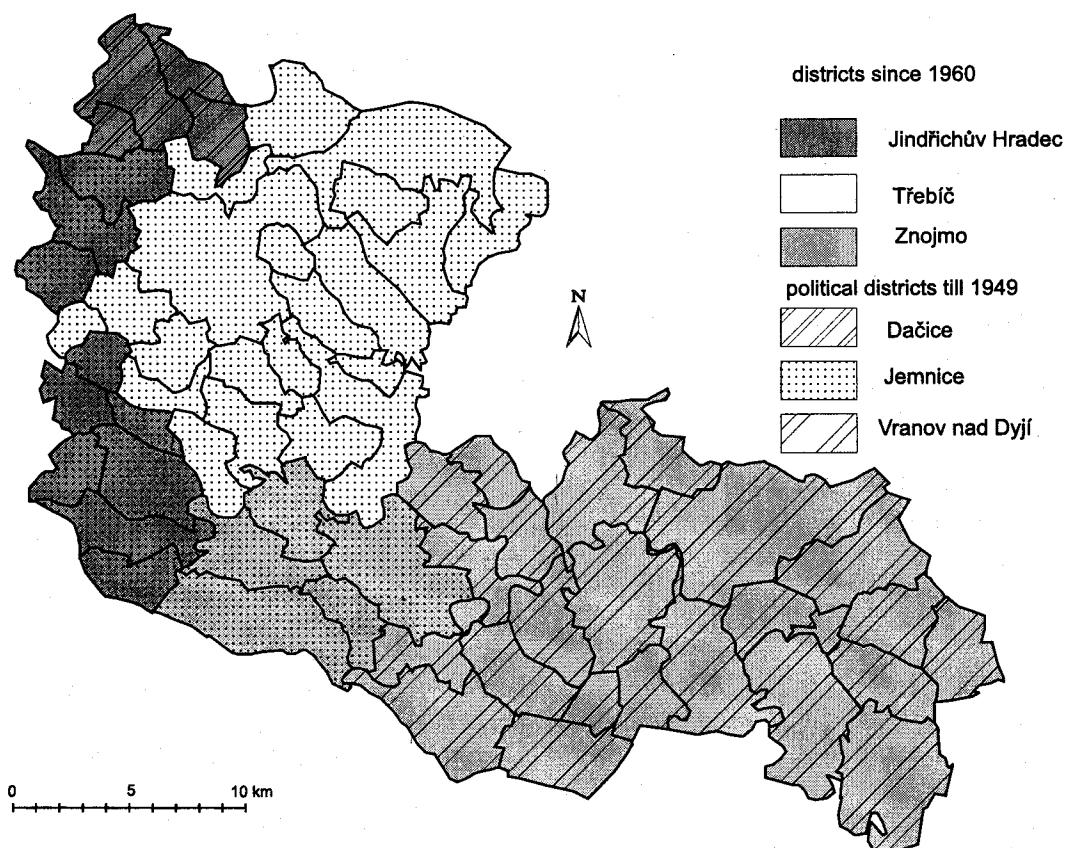 districts since 1960
Jindřichův Hradec
Třebíč
Znojmo
political districts till 1949
Dačice
Jemnice
Vranov nad Dyjí
N
0 5 10 km